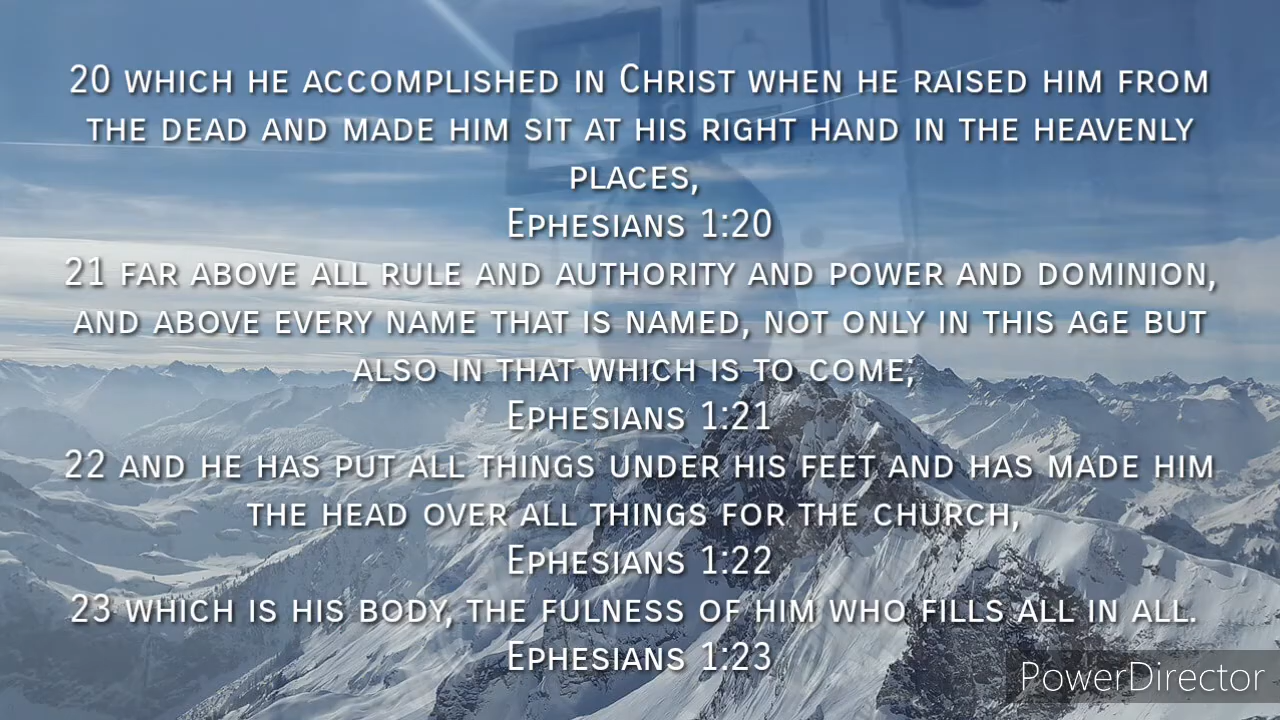 20 which he accomplished in Christ when he raised him from
the dead and made him sit at his right hand in the heavenly
places,
Ephesians 1:20
21 far above all rule and authority and power and dominion,
and above every name that is named, not only in this age but
also in that which is to come;
Ephesians 1:21
22 and he has put all things under his feet and has made him
the head over all things for the church,
Ephesians 1:22
23 which is his body, the fulness of him who fills all in all.
Ephesians 1:23
PowerDirector